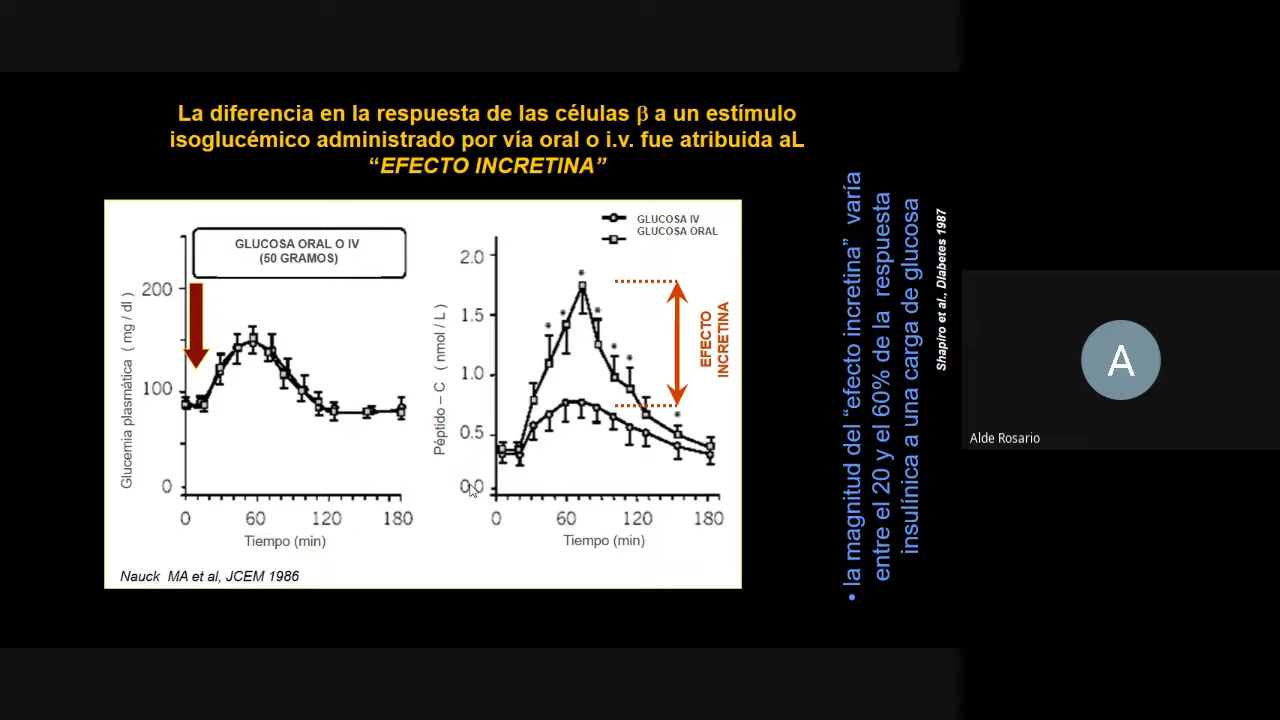 La diferencia en la respuesta de las células β a un estímulo
isoglucémico administrado por vía oral o i.v. fue atribuida aL
“EFECTO INCRETINA”
GLUCOSA ORAL O IV
(50 GRAMOS)
Glucemia plasmática ( mg / dl )
200
100
0
0 60 120 180
Tiempo (min)
GLUCOSA IV
GLUCOSA ORAL
Péptido – C ( nmol / L )
2.0
1.5
1.0
0.5
0.0
* * * * * * *
EFECTO
INCRETINA
0 60 120 180
Tiempo (min)
Nauck MA et al, JCEM 1986
• la magnitud del “efecto incretina” varía
entre el 20 y el 60% de la respuesta
insulínica a una carga de glucosa
Shapiro et al., Diabetes 1987
A
Alde Rosario